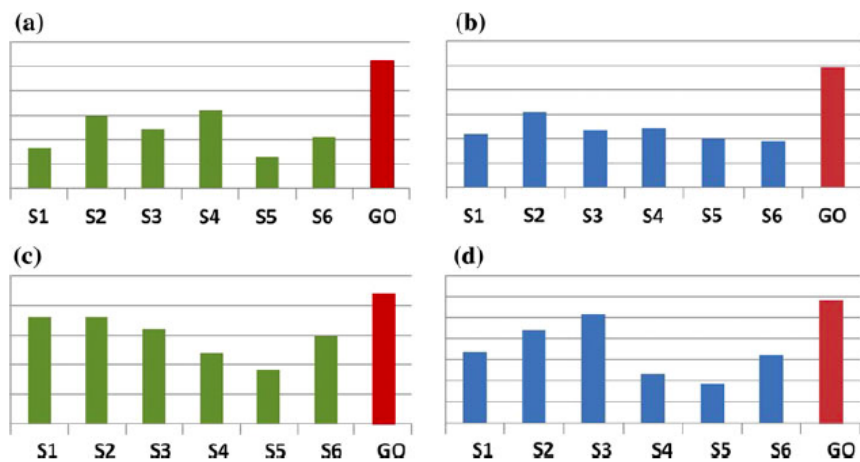 (a) (b)
S1 S2 S3 S4 S5 S6 GO S1 S2 S3 S4 S5 S6 GO
(c) (d)
S1 S2 S3 S4 S5 S6 GO S1 S2 S3 S4 S5 S6 GO